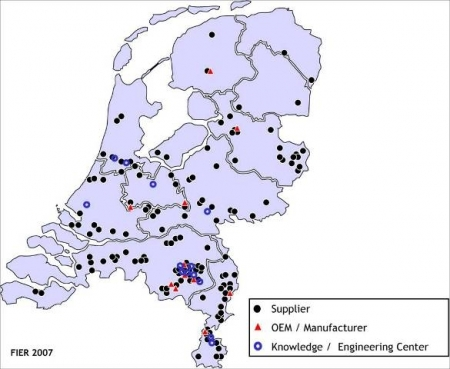 Supplier
OEM / Manufacturer
Knowledge / Engineering Center
FIER 2007